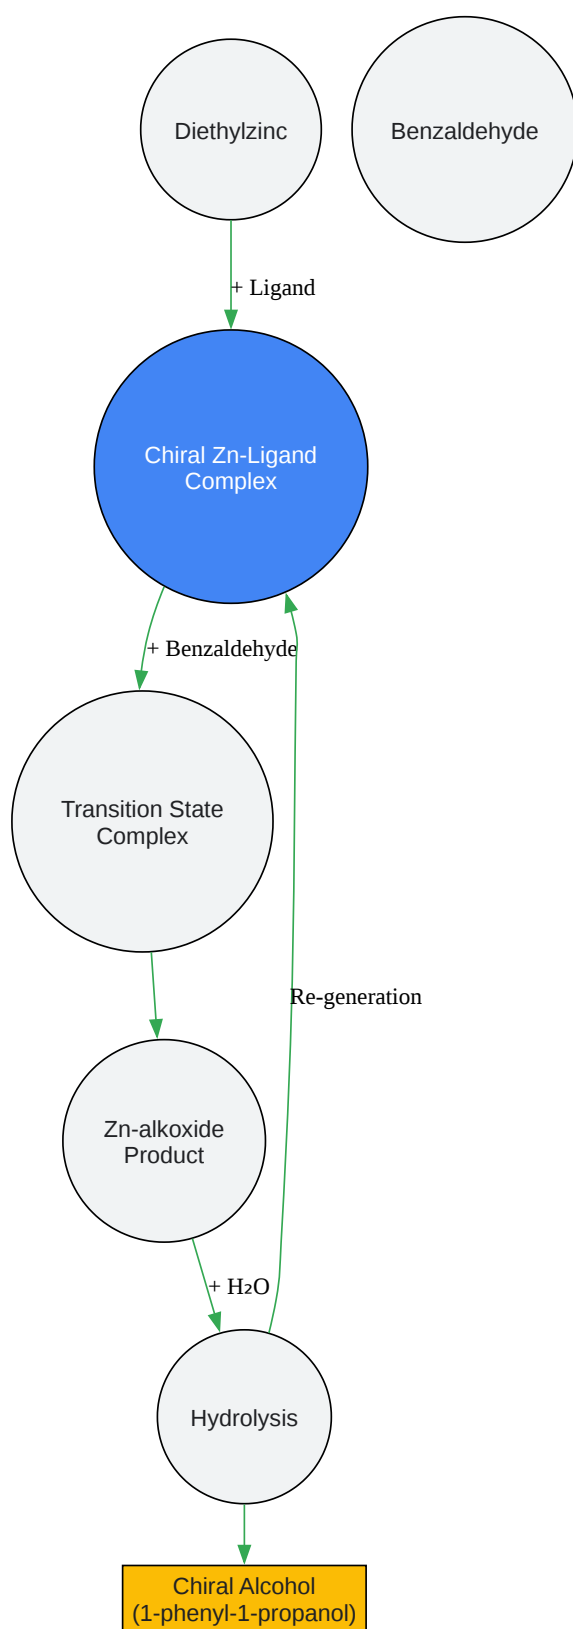 Diethylzinc
Benzaldehyde
+ Ligand
Chiral Zn-Ligand
Complex
+ Benzaldehyde
Transition State
Complex
Re-generation
Zn-alkoxide
Product
+ H₂O
Hydrolysis
Chiral Alcohol
(1-phenyl-1-propanol)